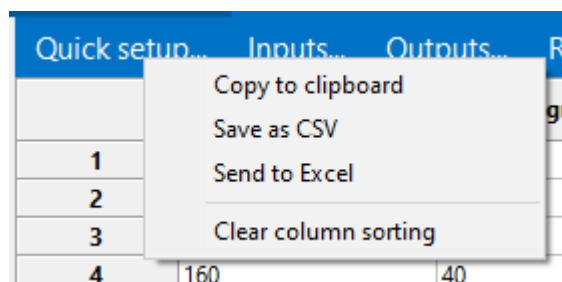 Quick setup... Inputs... Outputs... R
Copy to clipboard
Save as CSV
Send to Excel
Clear column sorting
1
2
3
4 160 40